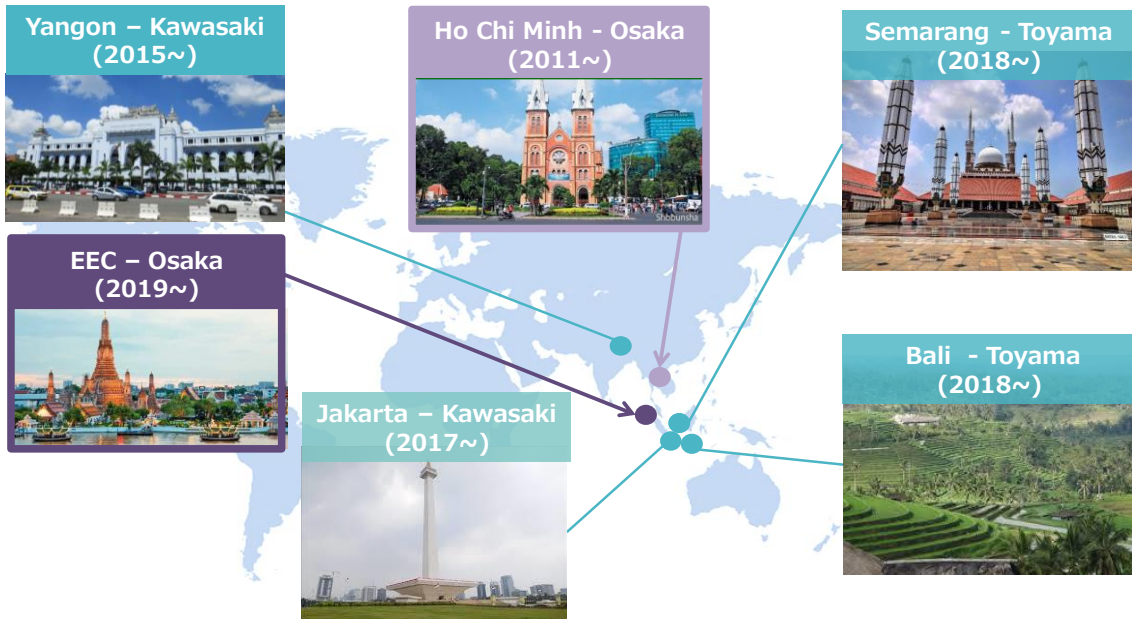 Yangon – Kawasaki
(2015~)
Ho Chi Minh - Osaka
(2011~)
Shobunsha
Semarang - Toyama
(2018~)
EEC – Osaka
(2019~)
Jakarta – Kawasaki
(2017~)
Bali - Toyama
(2018~)